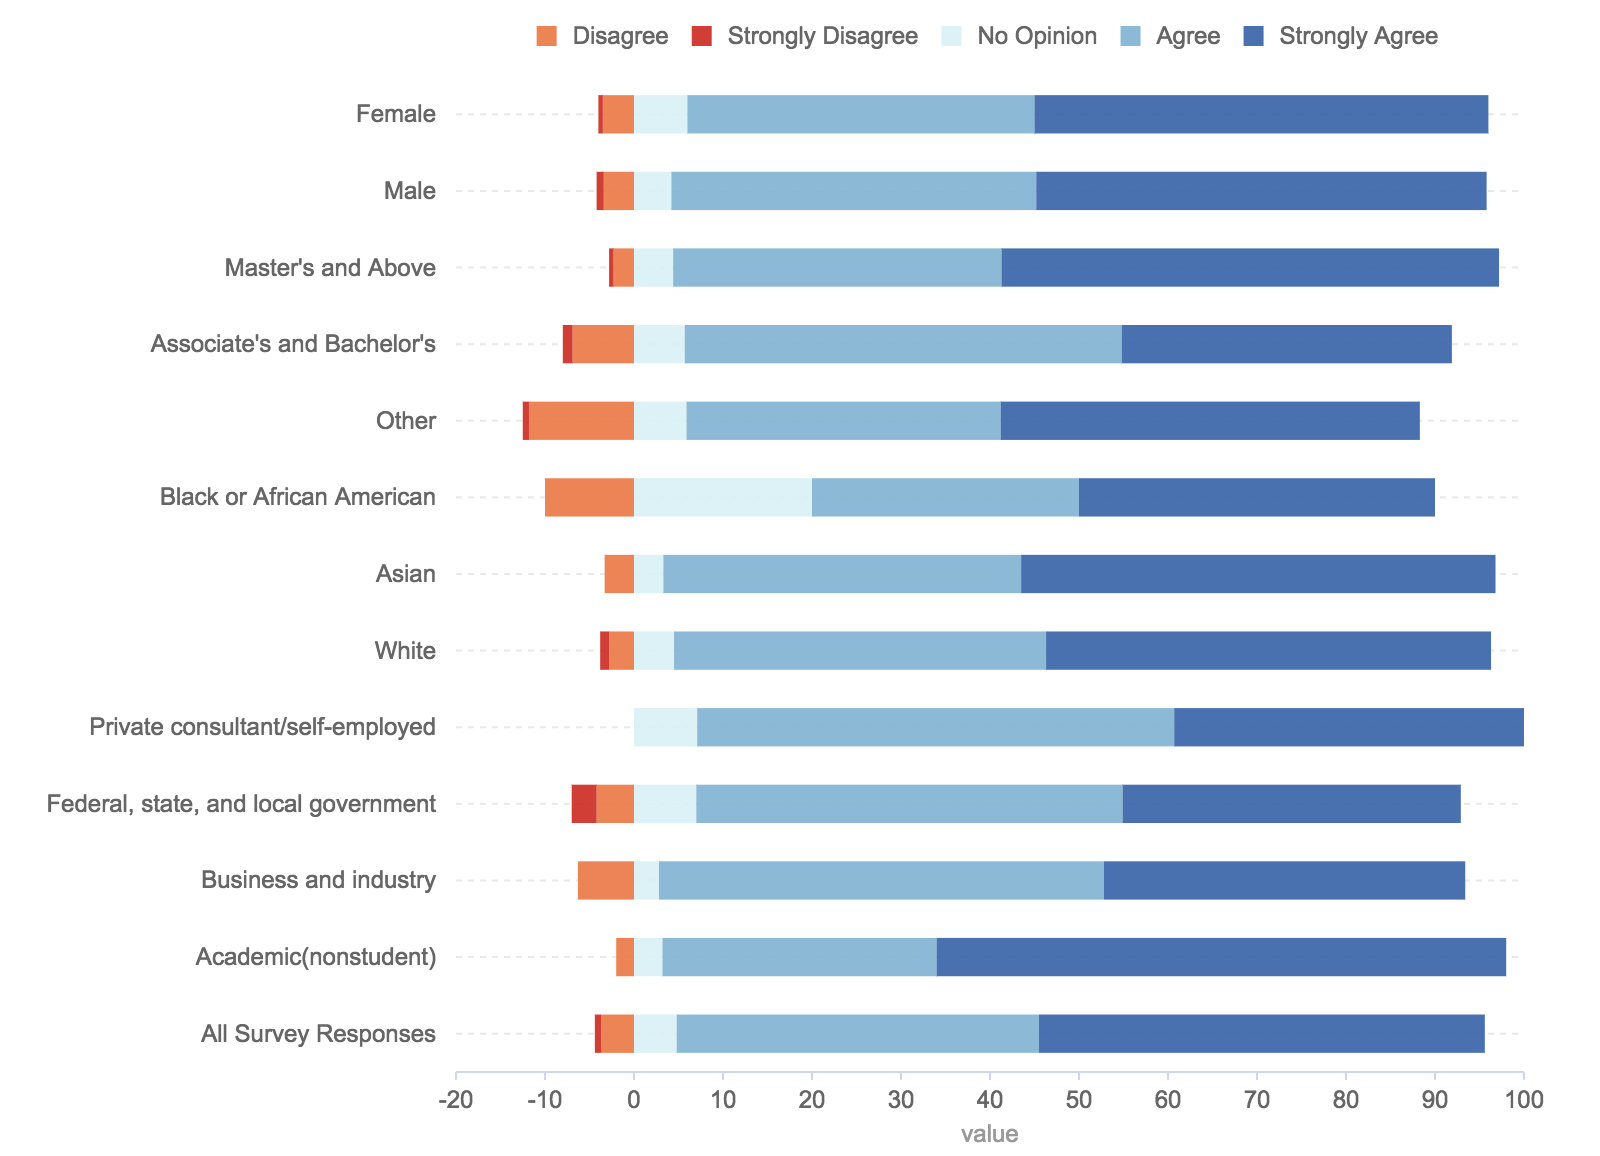 Disagree Strongly Disagree No Opinion Agree Strongly Agree
Female
Male
Master's and Above
Associate's and Bachelor's
Other
Black or African American
Asian
White
Private consultant/self-employed
Federal, state, and local government
Business and industry
Academic(nonstudent)
All Survey Responses
-20 -10 0 10 20 30 40 50 60 70 80 90 100
value